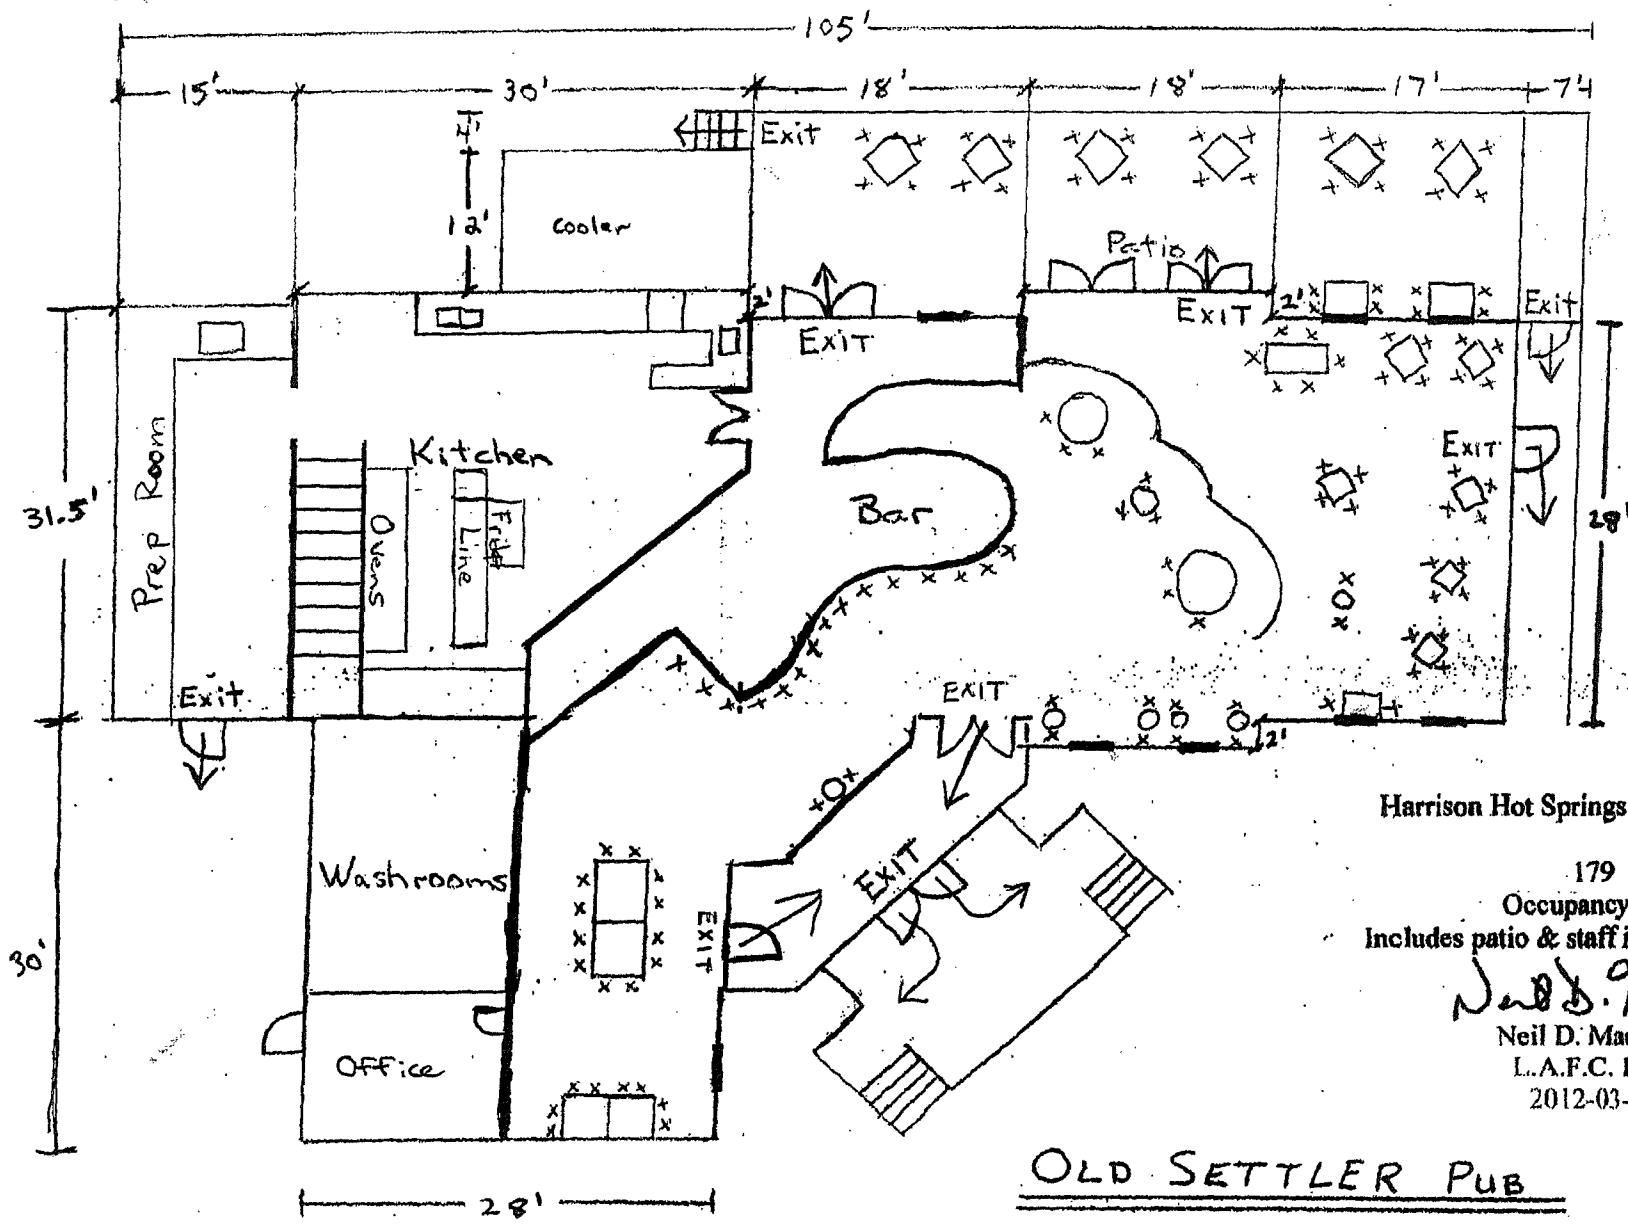 105'
15' 30' 18' 18' 17' 7'
4'
Exit
12'
cooler
Patio
2'
EXIT
EXIT
2'
Exit
Kitchen
EXIT
31.5'
Prep Room
Ovens
Line
Bar
28'
Exit
EXIT
2'
Washrooms
EXIT
EXIT
30'
Office
28'
Harrison Hot Springs
179
Occupancy
Includes patio & staff
Neil D.
Neil D.
L.A.F.C.
2012-03-
OLD SETTLER PUB